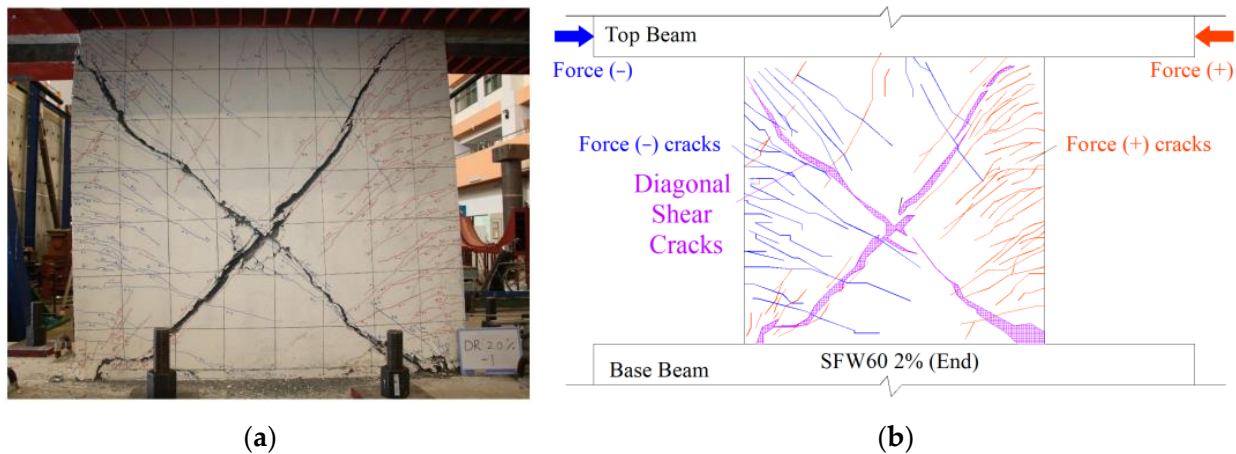 DR 2.0%
-1
(a)
Top Beam
Force (−)
Force (+)
Force (−) cracks
Force (+) cracks
Diagonal
Shear
Cracks
Base Beam
SFW60 2% (End)
(b)